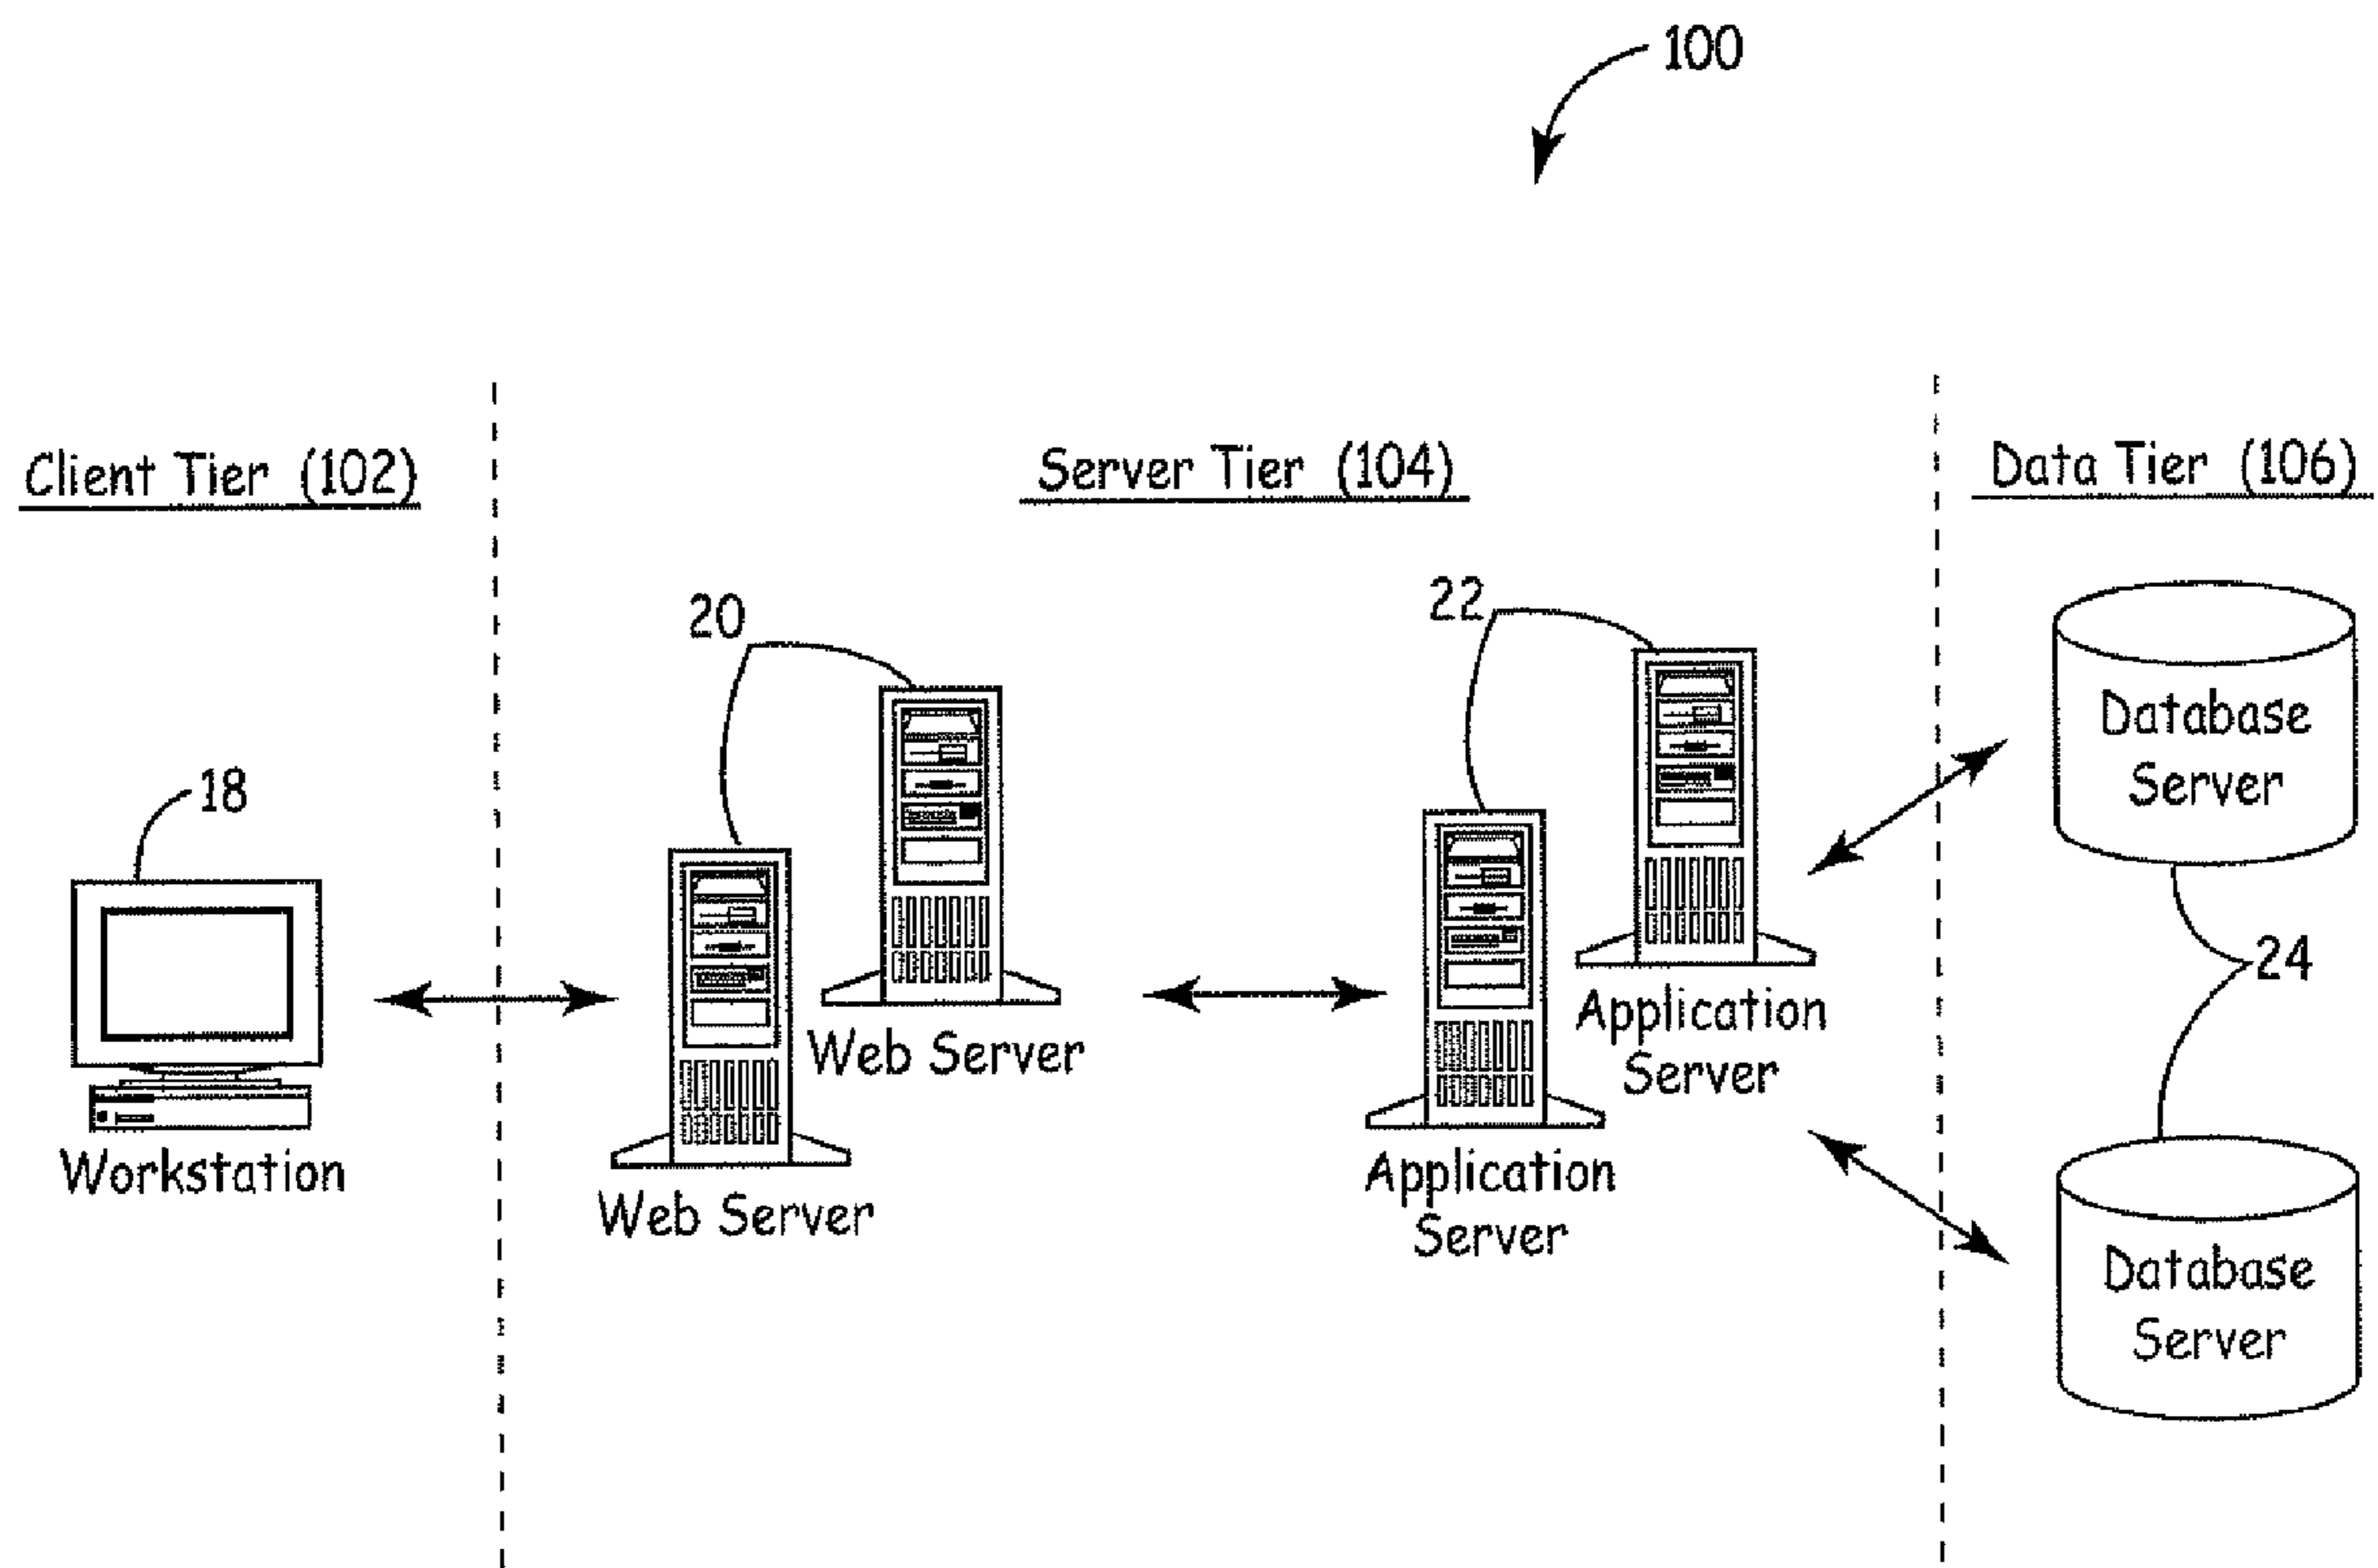 100
Client Tier (102)
Server Tier (104)
Data Tier (106)
18
Workstation
20
Web Server
Web Server
22
Application
Server
Application
Server
Database
Server
24
Database
Server